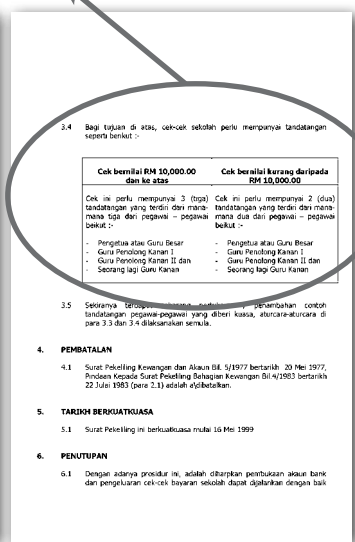 3.4 Bagi tujuan di atas, cek-cek sekolah perlu mempunyai tandatangan
seperti berikut :-
Cek bernilai RM 10,000.00
dan ke atas
Cek ini perlu mempunyai 3 (tiga)
tandatangan yang terdiri dari mana-
mana tiga dari pegawai – pegawai
beikut :-
- Pengetua atau Guru Besar
- Guru Penolong Kanan I
- Guru Penolong Kanan II dan
- Seorang lagi Guru Kanan
Cek bernilai kurang daripada
RM 10,000.00
Cek ini perlu mempunyai 2 (dua)
tandatangan yang terdiri dari mana-
mana dua dari pegawai – pegawai
beikut :-
- Pengetua atau Guru Besar
- Guru Penolong Kanan I
- Guru Penolong Kanan II dan
- Seorang lagi Guru Kanan
3.5 Sekiranya penambahan contoh
tandatangan pegawai-pegawai yang diberi kuasa, aturcara-aturcara di
para 3.3 dan 3.4 dilaksanakan semula.
4. PEMBATALAN
4.1 Surat Pekeliling Kewangan dan Akaun Bil. 5/1977 bertarikh 20 Mei 1977,
Pindaan Kepada Surat Pekeliling Bahagian Kewangan Bil.4/1983 bertarikh
22 Julai 1983 (para 2.1) adalah dibatalkan.
5. TARIKH BERKUATKUASA
5.1 Surat Pekeliling ini berkuatkuasa mulai 16 Mei 1999
6. PENUTUPAN
6.1 Dengan adanya prosidur ini, adalah diharpkan pembukaan akaun bank
dan pengeluaran cek-cek bayaran sekolah dapat dijalankan dengan baik